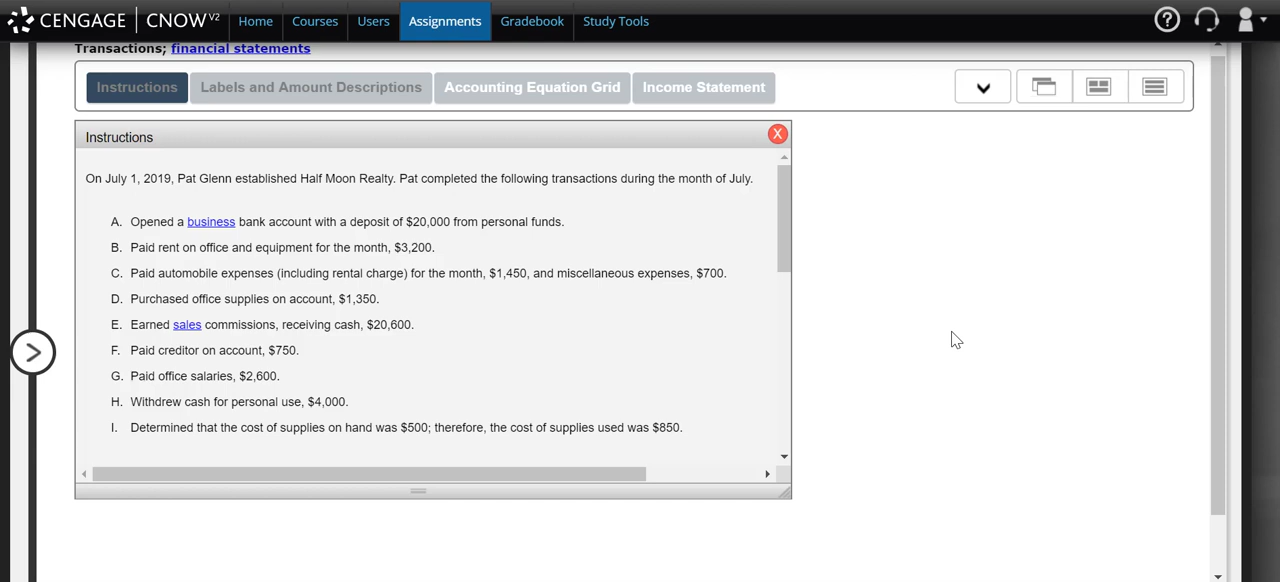 CENGAGE | CNOWv2 Home Courses Users Assignments Gradebook Study Tools
Transactions; financial statements
Instructions Labels and Amount Descriptions Accounting Equation Grid Income Statement
Instructions
X
On July 1, 2019, Pat Glenn established Half Moon Realty. Pat completed the following transactions during the month of July.
A. Opened a business bank account with a deposit of $20,000 from personal funds.
B. Paid rent on office and equipment for the month, $3,200.
C. Paid automobile expenses (including rental charge) for the month, $1,450, and miscellaneous expenses, $700.
D. Purchased office supplies on account, $1,350.
E. Earned sales commissions, receiving cash, $20,600.
F. Paid creditor on account, $750.
G. Paid office salaries, $2,600.
H. Withdrew cash for personal use, $4,000.
I. Determined that the cost of supplies on hand was $500; therefore, the cost of supplies used was $850.